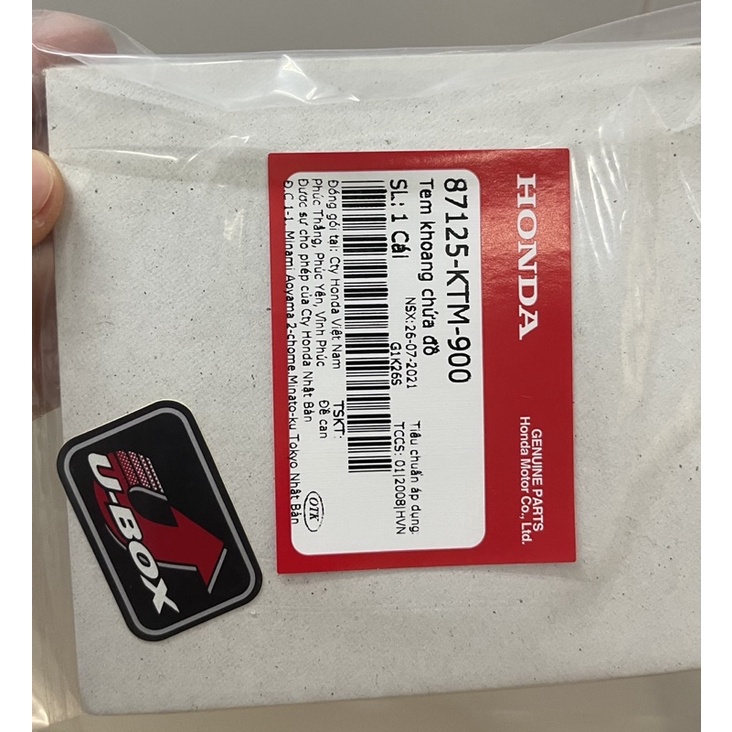 HONDA
GENUINE PARTS
Honda Motor Co., Ltd.
87125-KTM-900
Tem khoang chứa đồ
SL: 1 Cái
NSX: 26-07-2021
G1K26S
Tiêu chuẩn áp dụng:
TCCS: 01|2008|HVN
TSKT:
Đề can
Đóng gói tại: Cty Honda Việt Nam
Phúc Thắng, Phúc Yên, Vĩnh Phúc
Được sự cho phép của Cty Honda Nhật Bản
Đ.C 1-1, Minami Aoyama 2-chome,Minato-ku Tokyo Nhật Bản
OTK
U-BOX